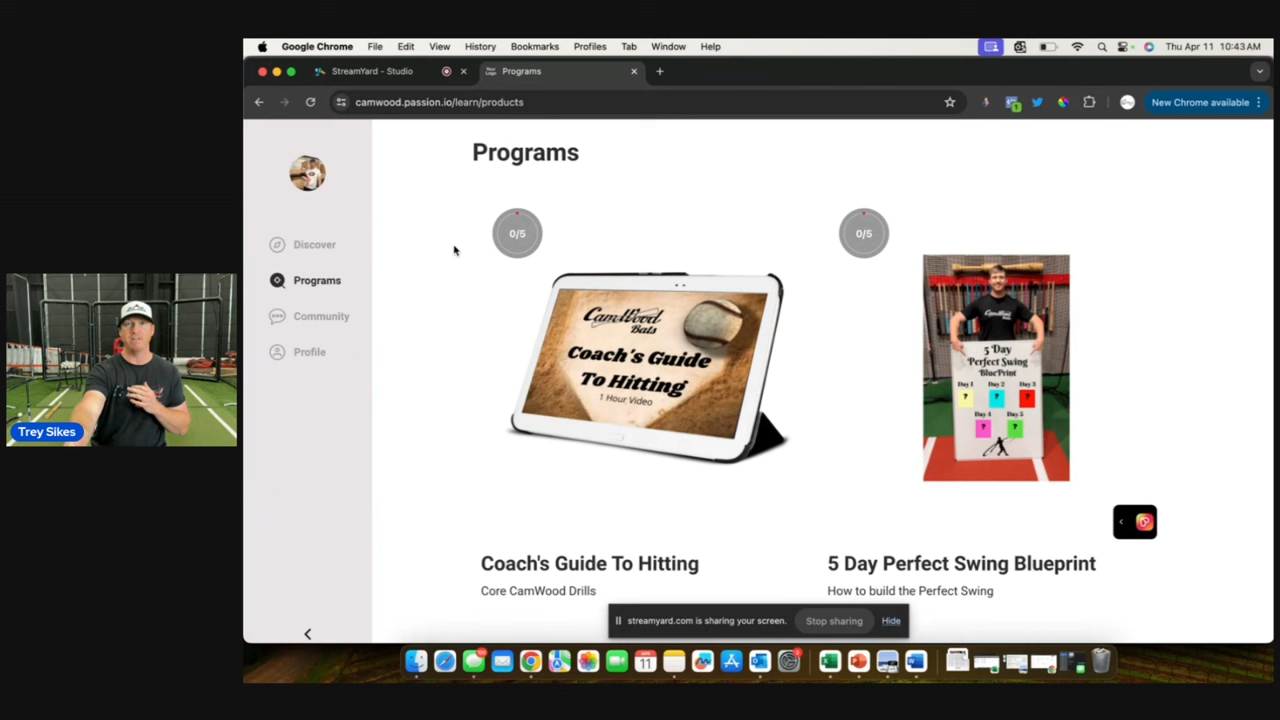 Google Chrome File Edit View History Bookmarks Profiles Tab Window Help Thu Apr 11 10:43 AM
StreamYard - Studio Programs
camwood.passion.io/learn/products New Chrome available
Programs
Discover
Programs
Community
Profile
0/5 0/5
CamWood
Bats
Coach's Guide
To Hitting
1 Hour Video
5 Day
Perfect Swing
BluePrint
Day 1 Day 2 Day 3
? ? ?
Day 4 Day 5
? ?
Trey Sikes
Coach's Guide To Hitting
Core CamWood Drills
5 Day Perfect Swing Blueprint
How to build the Perfect Swing
streamyard.com is sharing your screen. Stop sharing Hide
11